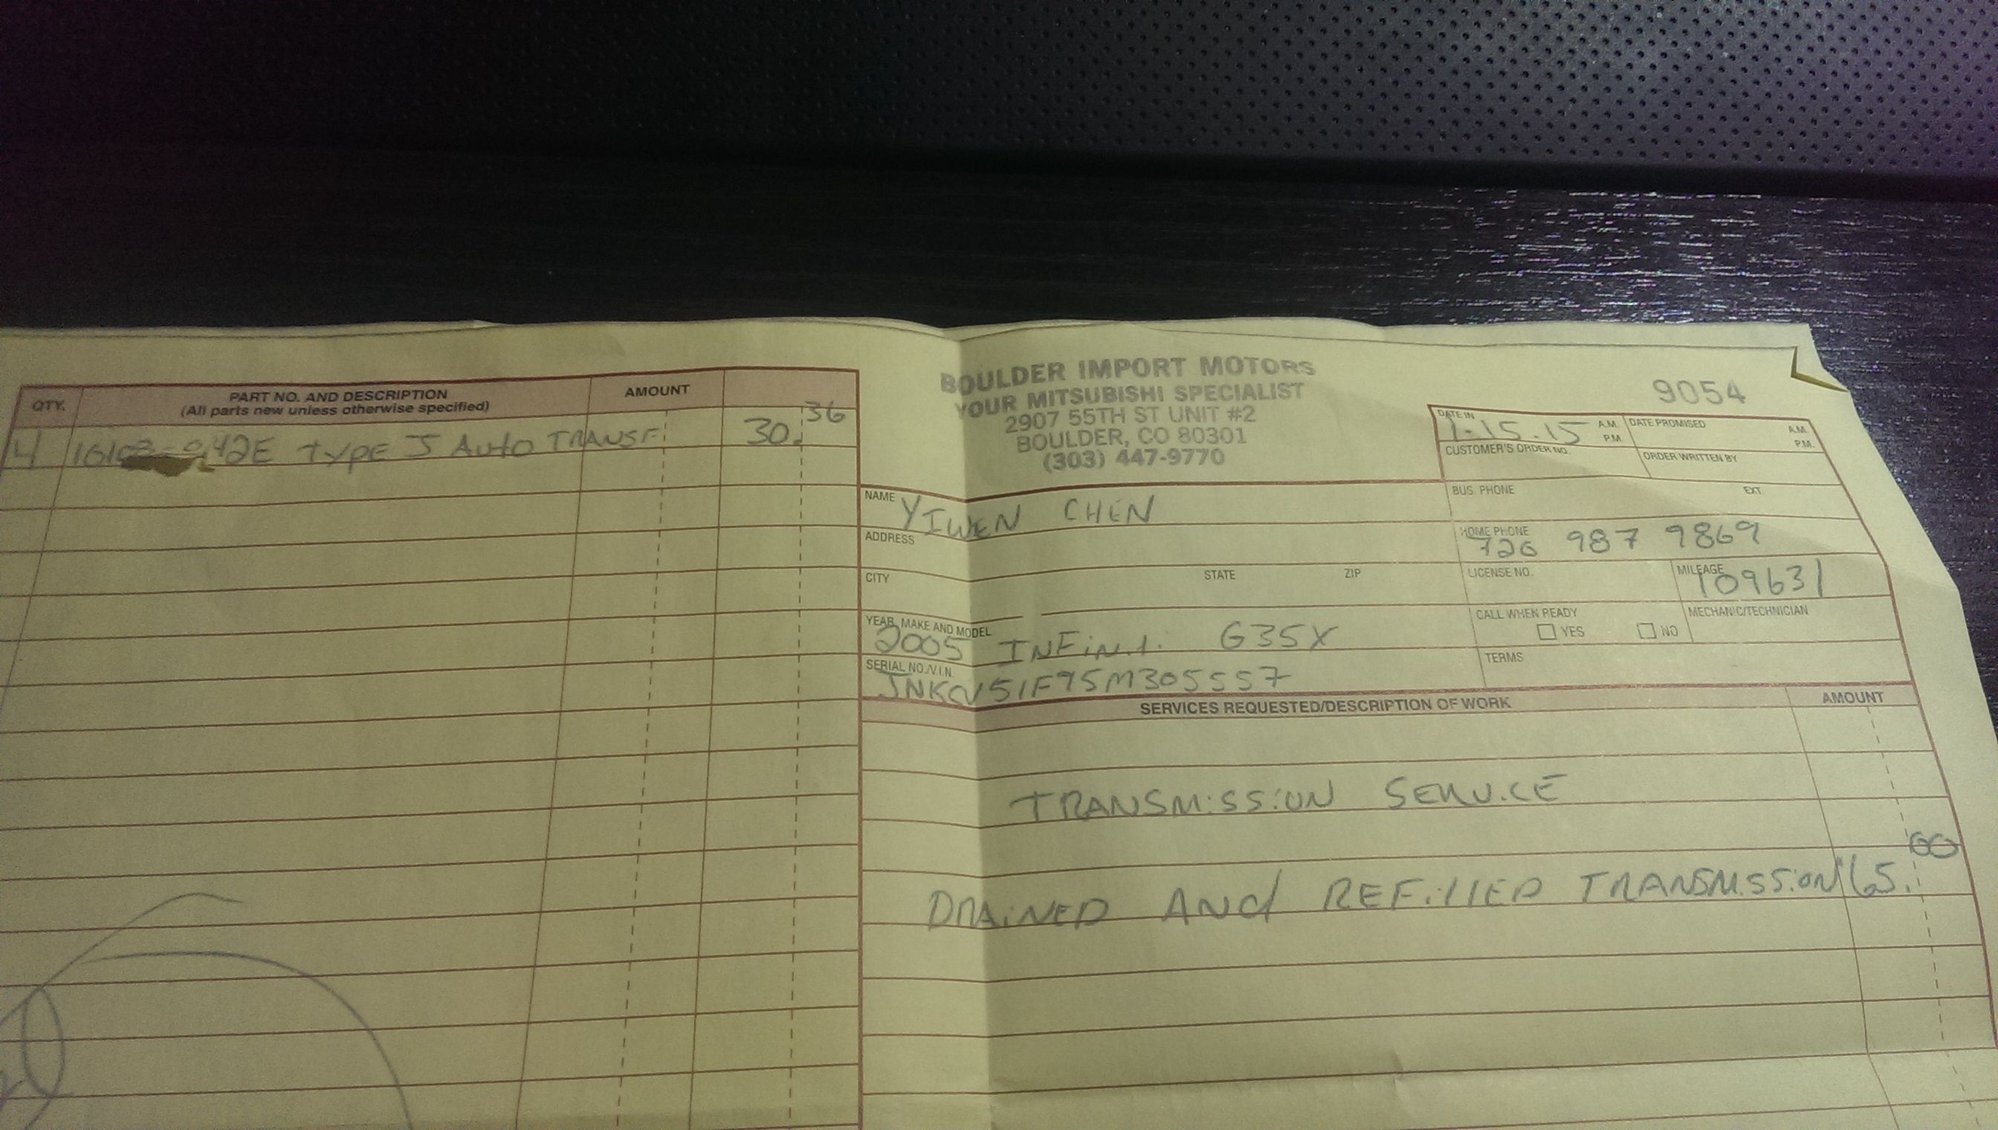 QTY.
PART NO. AND DESCRIPTION
(All parts new unless otherwise specified)
AMOUNT
4 TYPE J AUTO TRANSF. 30.36
BOULDER IMPORT MOTORS
YOUR MITSUBISHI SPECIALIST
2907 55TH ST UNIT #2
BOULDER, CO 80301
(303) 447-9770
9054
DATE IN 1.15.15 A.M. P.M.
DATE PROMISED A.M. P.M.
CUSTOMER'S ORDER NO.
ORDER WRITTEN BY
NAME YIWEN CHEN
BUS. PHONE EXT
ADDRESS
HOME PHONE 720 987 9869
CITY STATE ZIP
LICENSE NO.
MILEAGE 109631
YEAR, MAKE AND MODEL 2005 INFiNiTi G35X
CALL WHEN READY
YES NO
MECHANIC/TECHNICIAN
SERIAL NO./V.I.N. JNKCV51F95M305557
TERMS
SERVICES REQUESTED/DESCRIPTION OF WORK AMOUNT
TRANSMiSSiON SERViCE
DRAiNED ANd REFillED TRANSMiSSiON 65.00